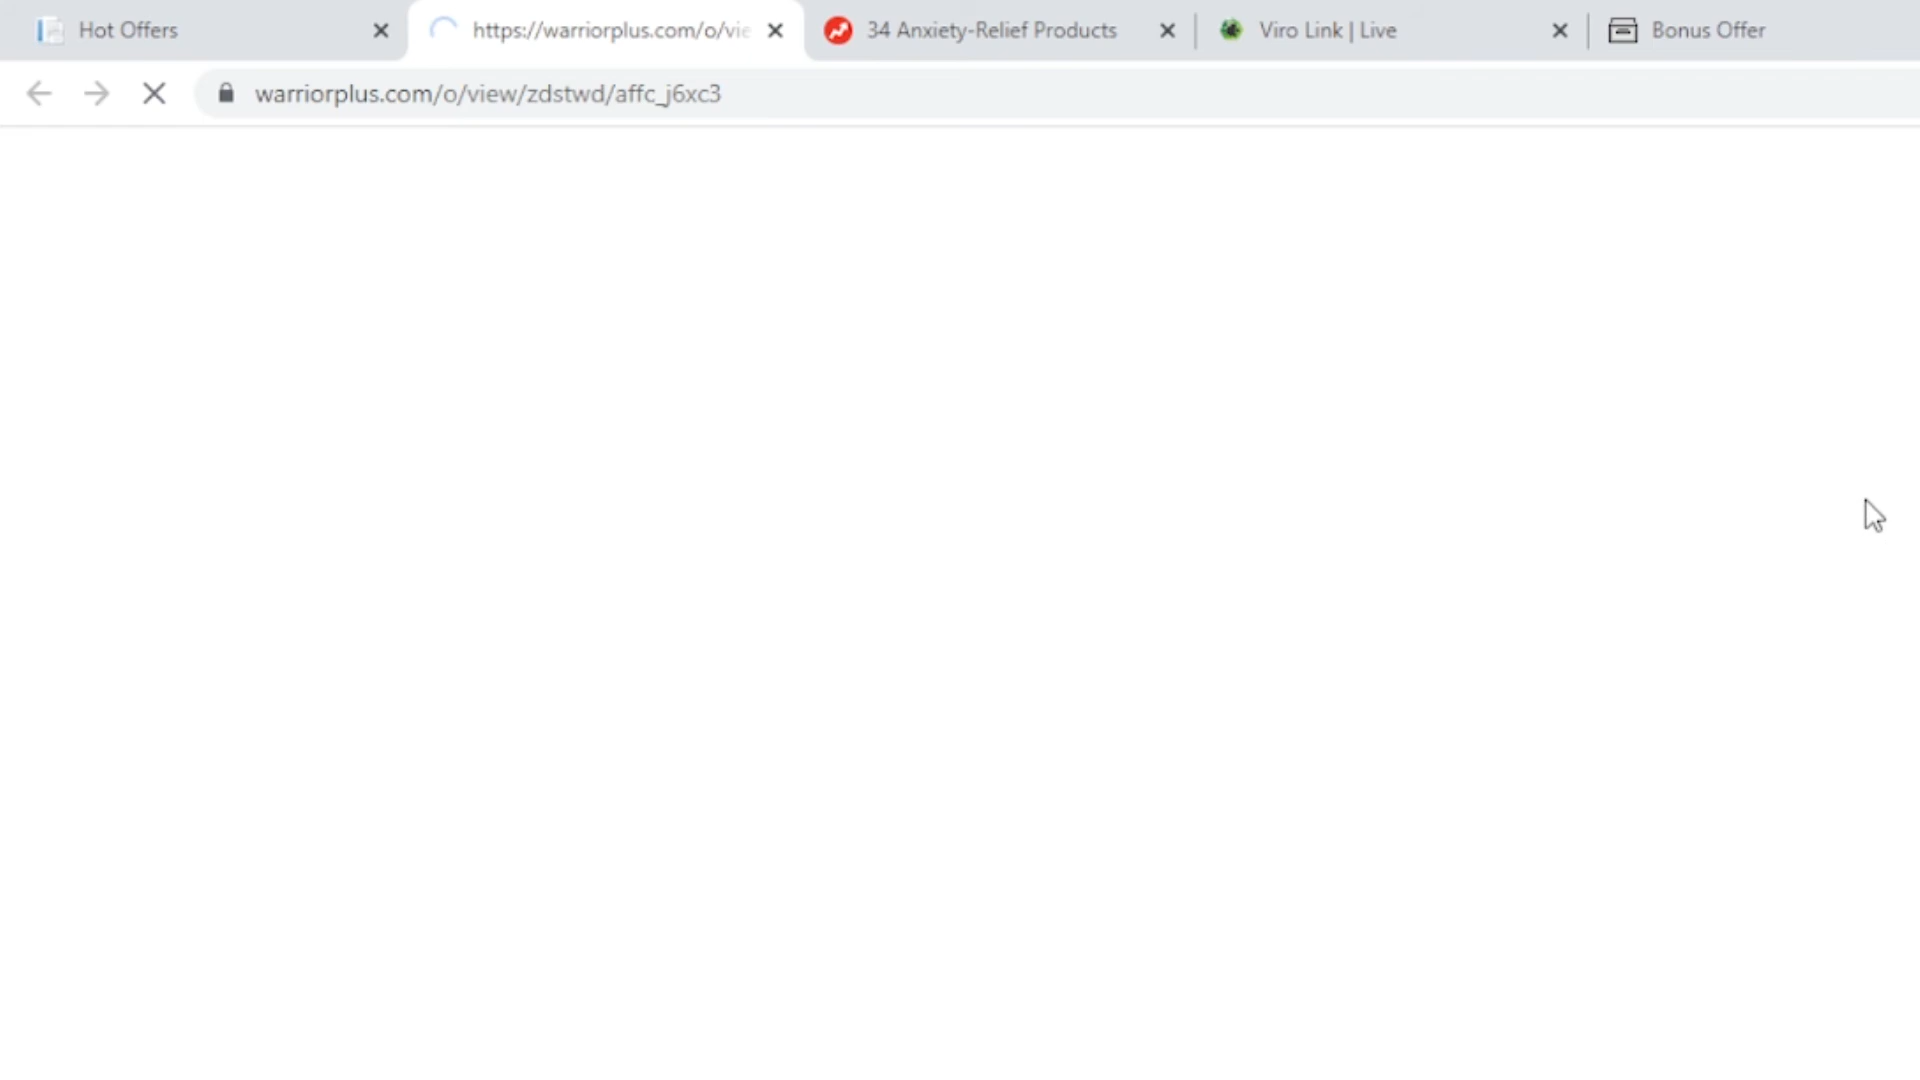 Hot Offers
https://warriorplus.com/o/vie
34 Anxiety-Relief Products
Viro Link | Live
Bonus Offer
warriorplus.com/o/view/zdstwd/affc_j6xc3